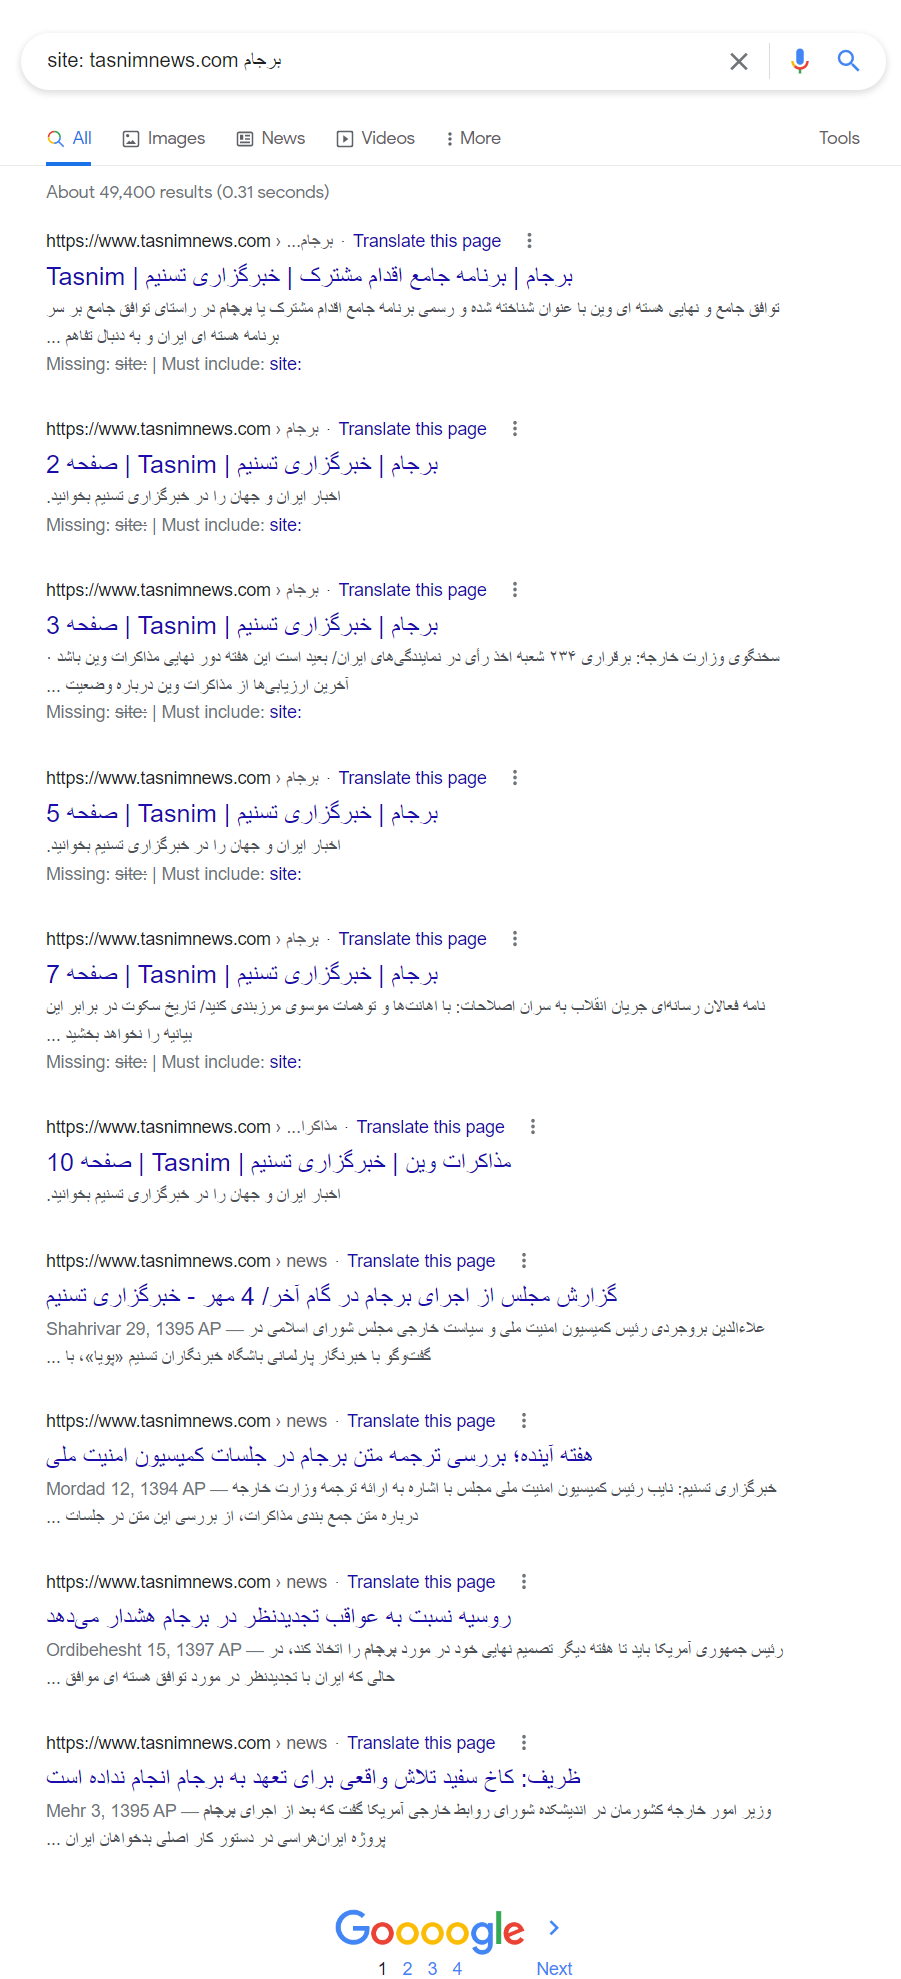 site: tasnimnews.com برجام
All
Images
News
Videos
More
Tools
About 49,400 results (0.31 seconds)
https://www.tasnimnews.com › برجام... · Translate this page
برجام | برنامه جامع اقدام مشترک | خبرگزاری تسنیم | Tasnim
توافق جامع و نهایی هسته ای وین با عنوان شناخته شده و رسمی برنامه جامع اقدام مشترک یا برجام در راستای توافق جامع بر سر
برنامه هسته ای ایران و به دنبال تفاهم ...
Missing: site: | Must include: site:
https://www.tasnimnews.com › برجام · Translate this page
برجام | خبرگزاری تسنیم | Tasnim | صفحه 2
اخبار ایران و جهان را در خبرگزاری تسنیم بخوانید.
Missing: site: | Must include: site:
https://www.tasnimnews.com › برجام · Translate this page
برجام | خبرگزاری تسنیم | Tasnim | صفحه 3
سخنگوی وزارت خارجه: برقراری ۲۳۴ شعبه اخذ رأی در نمایندگی‌های ایران/ بعید است این هفته دور نهایی مذاکرات وین باشد ·
آخرین ارزیابی‌ها از مذاکرات وین درباره وضعیت ...
Missing: site: | Must include: site:
https://www.tasnimnews.com › برجام · Translate this page
برجام | خبرگزاری تسنیم | Tasnim | صفحه 5
اخبار ایران و جهان را در خبرگزاری تسنیم بخوانید.
Missing: site: | Must include: site:
https://www.tasnimnews.com › برجام · Translate this page
برجام | خبرگزاری تسنیم | Tasnim | صفحه 7
نامه فعالان رسانه‌ای جریان انقلاب به سران اصلاحات: با اهانت‌ها و توهمات موسوی مرزبندی کنید/ تاریخ سکوت در برابر این
بیانیه را نخواهد بخشید ...
Missing: site: | Must include: site:
https://www.tasnimnews.com › مذاکرا... · Translate this page
مذاکرات وین | خبرگزاری تسنیم | Tasnim | صفحه 10
اخبار ایران و جهان را در خبرگزاری تسنیم بخوانید.
https://www.tasnimnews.com › news · Translate this page
گزارش مجلس از اجرای برجام در گام آخر/ 4 مهر - خبرگزاری تسنیم
Shahrivar 29, 1395 AP — علاءالدین بروجردی رئیس کمیسیون امنیت ملی و سیاست خارجی مجلس شورای اسلامی در
گفت‌وگو با خبرنگار پارلمانی باشگاه خبرنگاران تسنیم «پویا»، با ...
https://www.tasnimnews.com › news · Translate this page
هفته آینده؛ بررسی ترجمه متن برجام در جلسات کمیسیون امنیت ملی
Mordad 12, 1394 AP — خبرگزاری تسنیم: نایب رئیس کمیسیون امنیت ملی مجلس با اشاره به ارائه ترجمه وزارت خارجه
درباره متن جمع بندی مذاکرات، از بررسی این متن در جلسات ...
https://www.tasnimnews.com › news · Translate this page
روسیه نسبت به عواقب تجدیدنظر در برجام هشدار می‌دهد
Ordibehesht 15, 1397 AP — رئیس جمهوری آمریکا باید تا هفته دیگر تصمیم نهایی خود در مورد برجام را اتخاذ کند، در
حالی که ایران با تجدیدنظر در مورد توافق هسته ای موافق ...
https://www.tasnimnews.com › news · Translate this page
ظریف: کاخ سفید تلاش واقعی برای تعهد به برجام انجام نداده است
Mehr 3, 1395 AP — وزیر امور خارجه کشورمان در اندیشکده شورای روابط خارجی آمریکا گفت که بعد از اجرای برجام
پروژه ایران‌هراسی در دستور کار اصلی بدخواهان ایران ...
Goooogle
1 2 3 4 Next